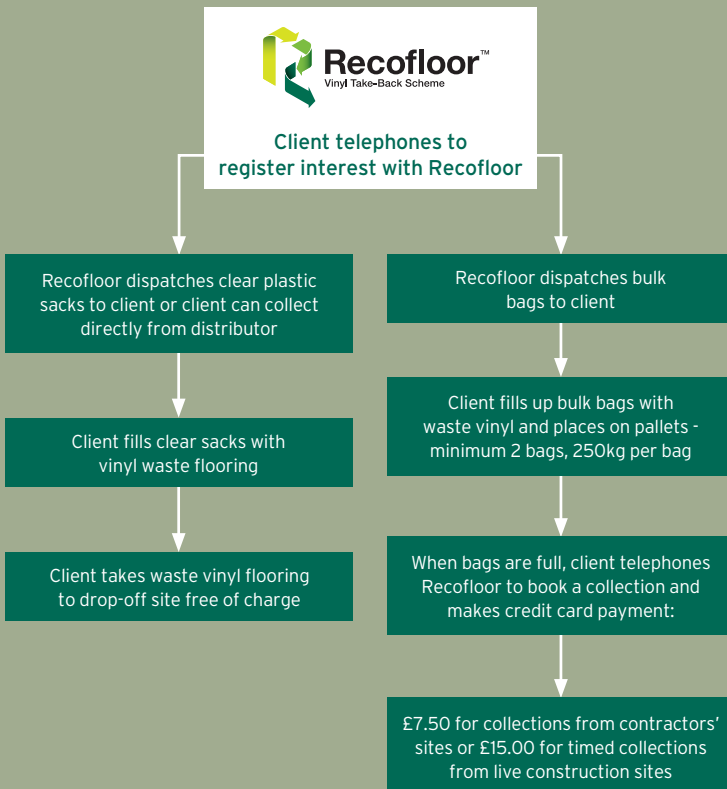 Recofloor™
Vinyl Take-Back Scheme
Client telephones to
register interest with Recofloor
Recofloor dispatches clear plastic
sacks to client or client can collect
directly from distributor
Client fills clear sacks with
vinyl waste flooring
Client takes waste vinyl flooring
to drop-off site free of charge
Recofloor dispatches bulk
bags to client
Client fills up bulk bags with
waste vinyl and places on pallets -
minimum 2 bags, 250kg per bag
When bags are full, client telephones
Recofloor to book a collection and
makes credit card payment:
£7.50 for collections from contractors'
sites or £15.00 for timed collections
from live construction sites